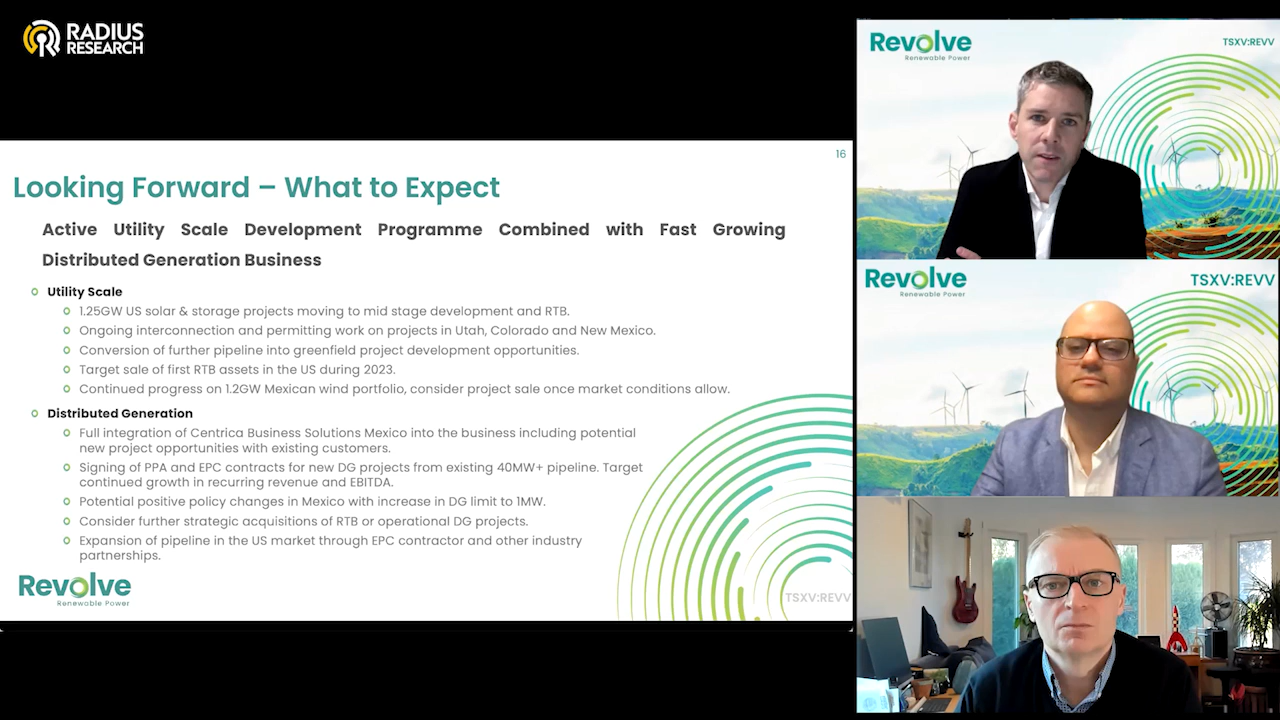 RADIUS
RESEARCH
16
Looking Forward – What to Expect
Active Utility Scale Development Programme Combined with Fast Growing
Distributed Generation Business
Utility Scale
1.25GW US solar & storage projects moving to mid stage development and RTB.
Ongoing interconnection and permitting work on projects in Utah, Colorado and New Mexico.
Conversion of further pipeline into greenfield project development opportunities.
Target sale of first RTB assets in the US during 2023.
Continued progress on 1.2GW Mexican wind portfolio, consider project sale once market conditions allow.
Distributed Generation
Full integration of Centrica Business Solutions Mexico into the business including potential
new project opportunities with existing customers.
Signing of PPA and EPC contracts for new DG projects from existing 40MW+ pipeline. Target
continued growth in recurring revenue and EBITDA.
Potential positive policy changes in Mexico with increase in DG limit to 1MW.
Consider further strategic acquisitions of RTB or operational DG projects.
Expansion of pipeline in the US market through EPC contractor and other industry
partnerships.
Revolve
Renewable Power
TSXV:REVV
Revolve
Renewable Power
TSXV:REVV
Revolve
Renewable Power
TSXV:REVV